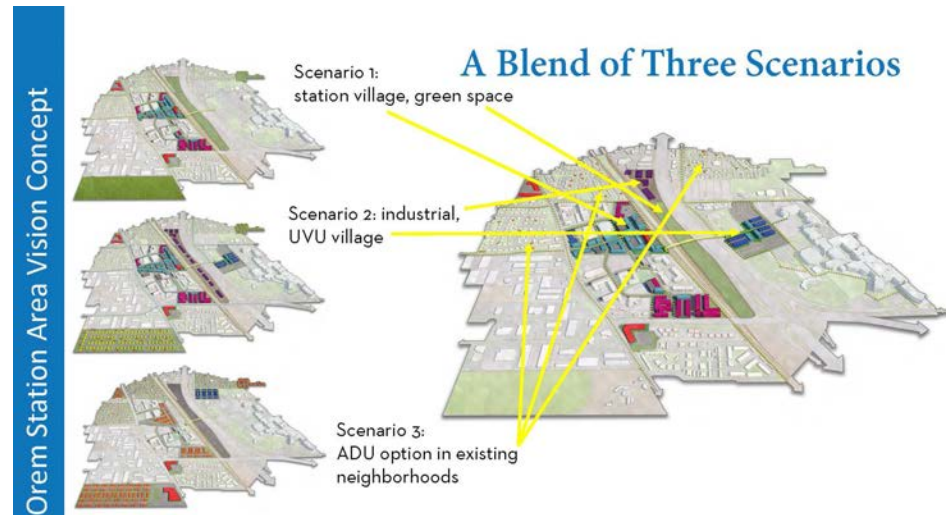 Orem Station Area Vision Concept
A Blend of Three Scenarios
Scenario 1:
station village, green space
Scenario 2: industrial,
UVU village
Scenario 3:
ADU option in existing
neighborhoods